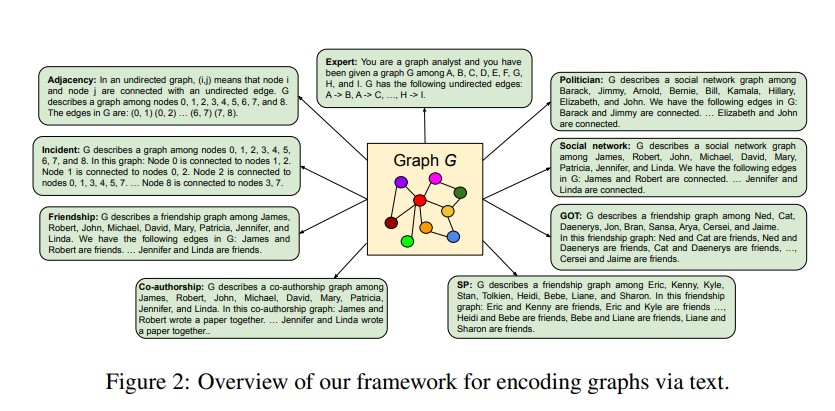 Adjacency: In an undirected graph, (i,j) means that node i
and node j are connected with an undirected edge. G
describes a graph among nodes 0, 1, 2, 3, 4, 5, 6, 7, and 8.
The edges in G are: (0, 1) (0, 2) … (6, 7) (7, 8).
Expert: You are a graph analyst and you have
been given a graph G among A, B, C, D, E, F, G,
H, and I. G has the following undirected edges:
A -> B, A -> C, …, H -> I.
Politician: G describes a social network graph among
Barack, Jimmy, Arnold, Bernie, Bill, Kamala, Hillary,
Elizabeth, and John. We have the following edges in G:
Barack and Jimmy are connected. … Elizabeth and John
are connected.
Incident: G describes a graph among nodes 0, 1, 2, 3, 4, 5,
6, 7, and 8. In this graph: Node 0 is connected to nodes 1, 2.
Node 1 is connected to nodes 0, 2. Node 2 is connected to
nodes 0, 1, 3, 4, 5, 7. … Node 8 is connected to nodes 3, 7.
Graph G
Social network: G describes a social network graph
among James, Robert, John, Michael, David, Mary,
Patricia, Jennifer, and Linda. We have the following edges
in G: James and Robert are connected. … Jennifer and
Linda are connected.
Friendship: G describes a friendship graph among James,
Robert, John, Michael, David, Mary, Patricia, Jennifer, and
Linda. We have the following edges in G: James and
Robert are friends. … Jennifer and Linda are friends.
GOT: G describes a friendship graph among Ned, Cat,
Daenerys, Jon, Bran, Sansa, Arya, Cersei, and Jaime.
In this friendship graph: Ned and Cat are friends, Ned and
Daenerys are friends, Cat and Daenerys are friends, …,
Cersei and Jaime are friends.
Co-authorship: G describes a co-authorship graph among
James, Robert, John, Michael, David, Mary, Patricia,
Jennifer, and Linda. In this co-authorship graph: James and
Robert wrote a paper together. … Jennifer and Linda wrote
a paper together..
SP: G describes a friendship graph among Eric, Kenny, Kyle,
Stan, Tolkien, Heidi, Bebe, Liane, and Sharon. In this friendship
graph: Eric and Kenny are friends, Eric and Kyle are friends …,
Heidi and Bebe are friends, Bebe and Liane are friends, Liane and
Sharon are friends.
Figure 2: Overview of our framework for encoding graphs via text.